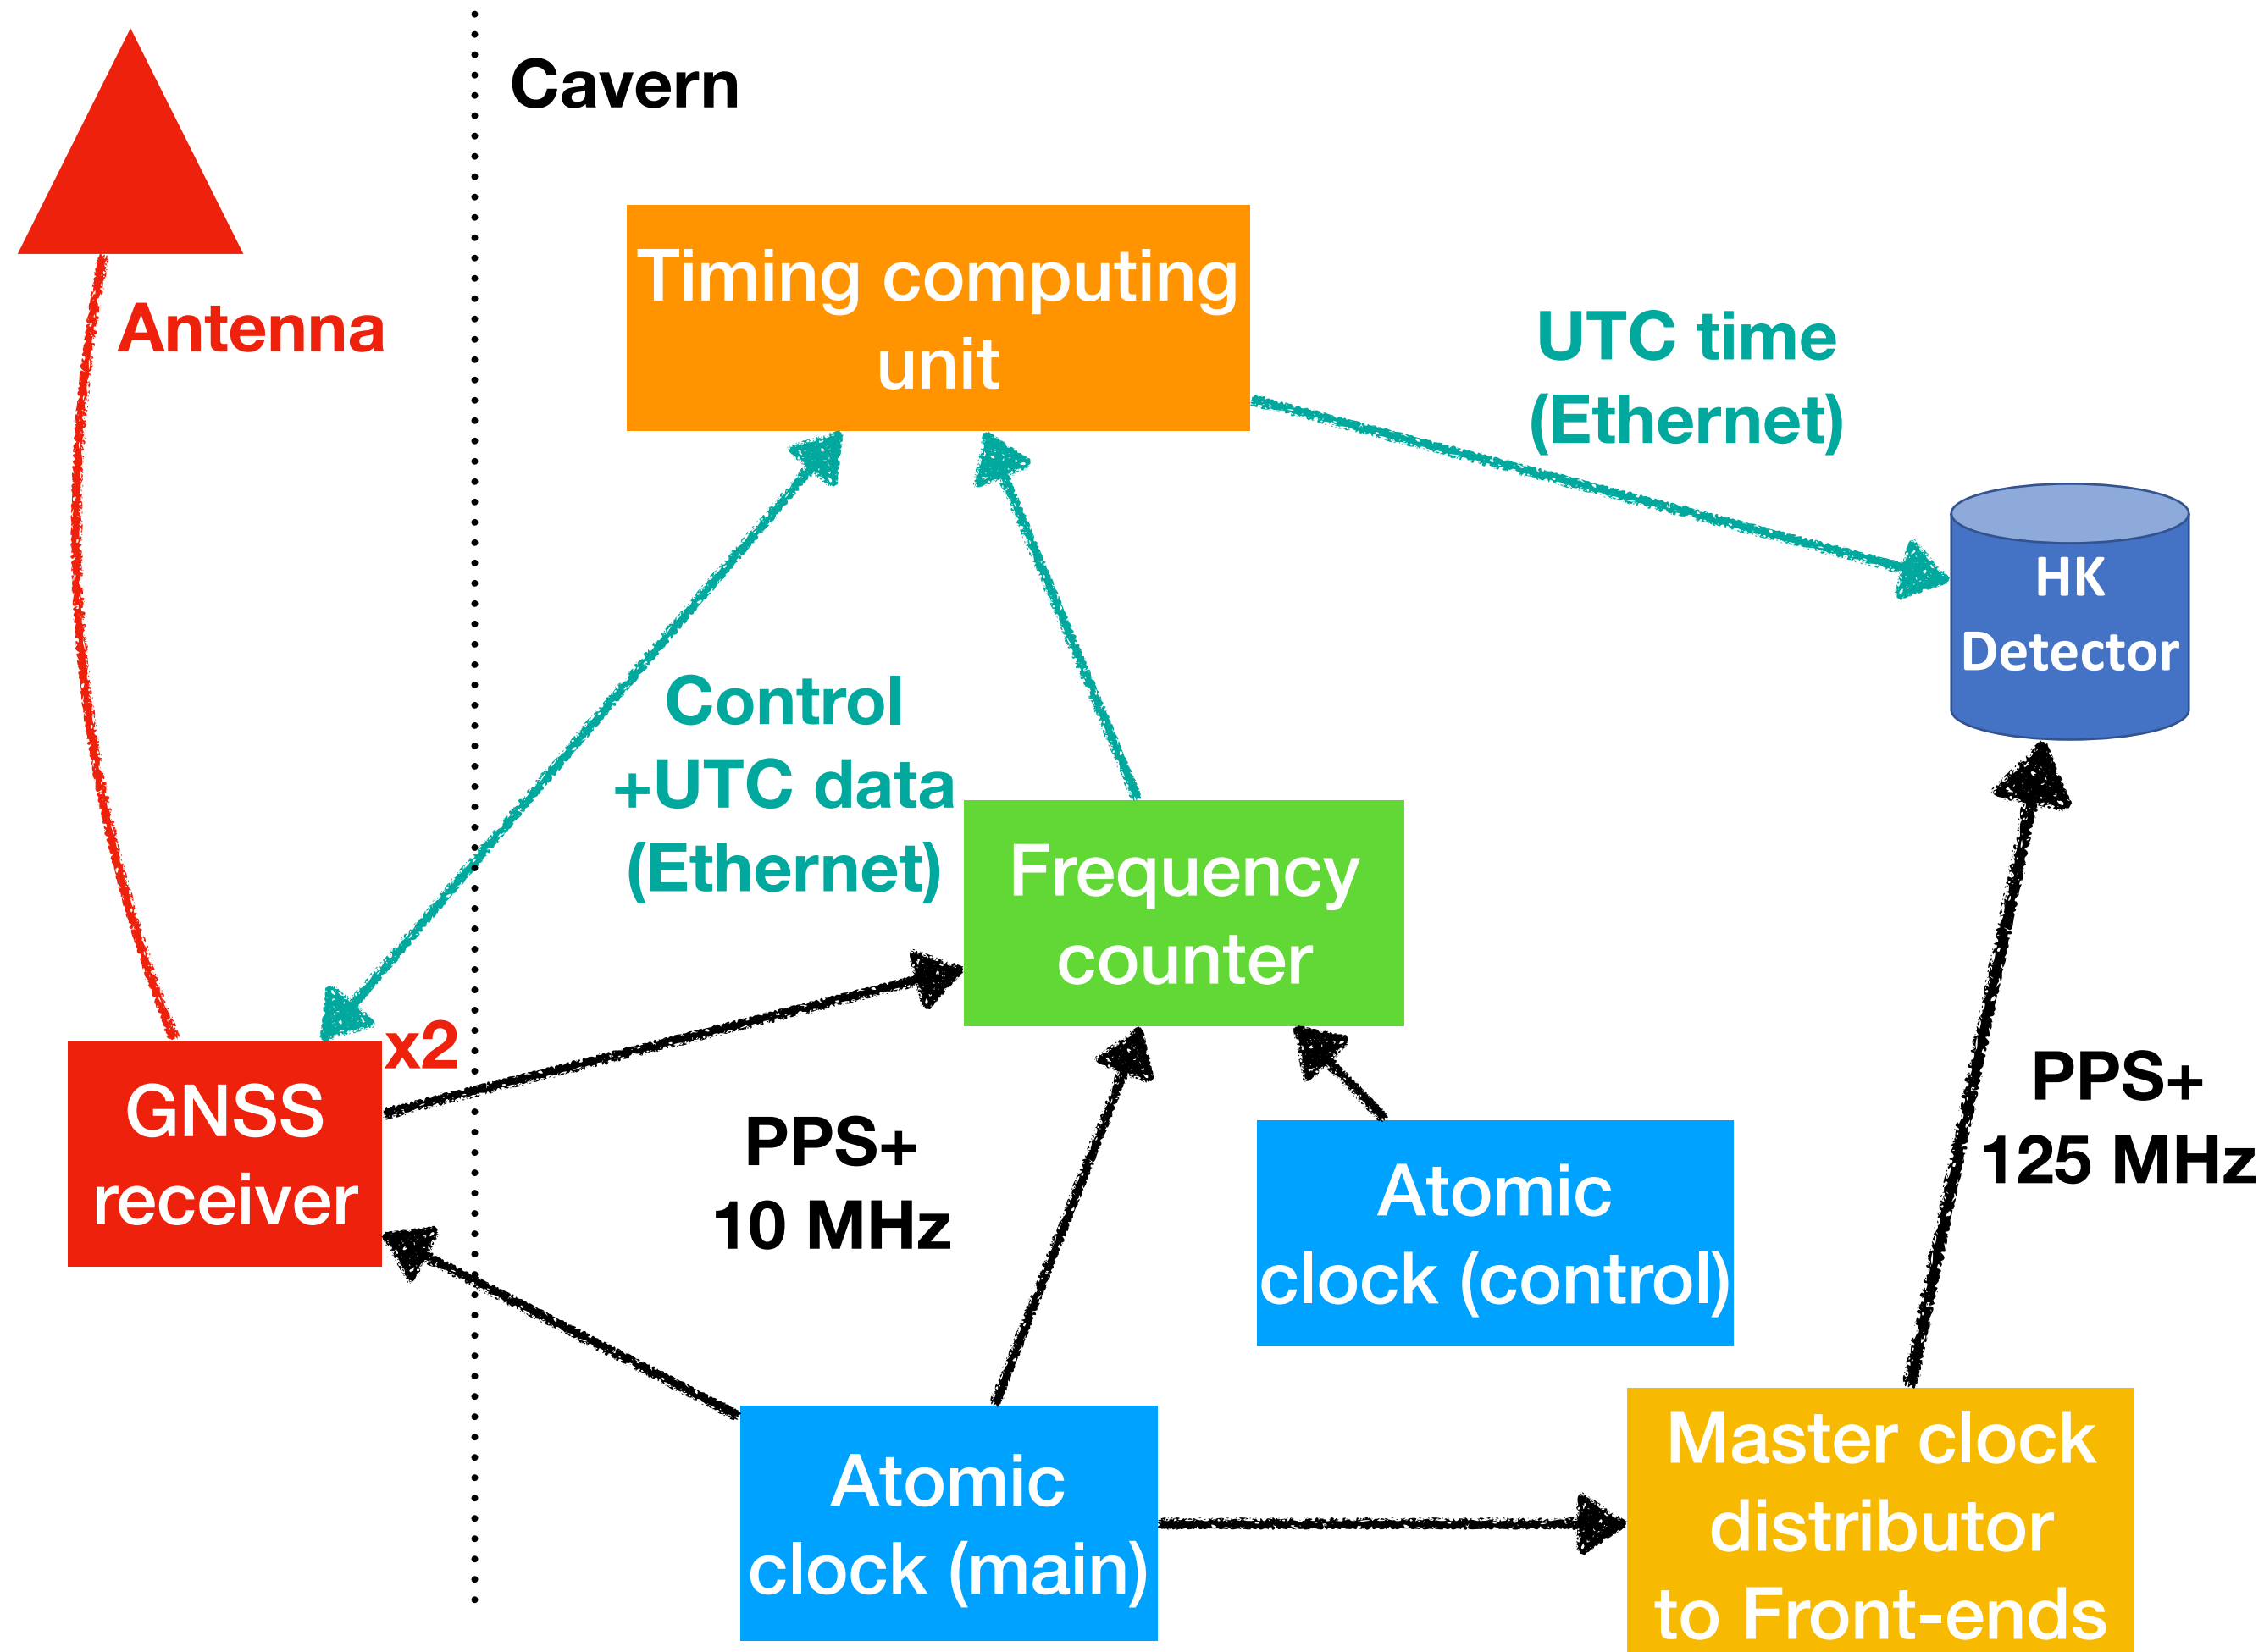 Cavern
Antenna
Timing computing
unit
UTC time
(Ethernet)
HK
Detector
Control
+UTC data
(Ethernet)
Frequency
counter
x2
GNSS
receiver
PPS+
10 MHz
Atomic
clock (control)
PPS+
125 MHz
Atomic
clock (main)
Master clock
distributor
to Front-ends